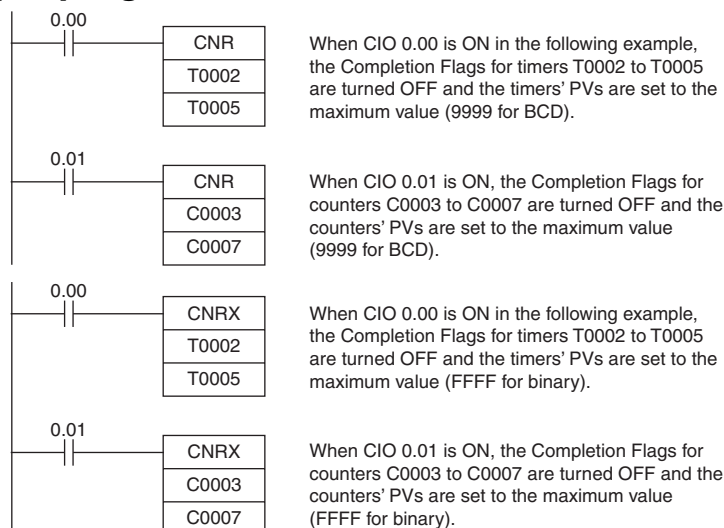 0.00
CNR
T0002
T0005
When CIO 0.00 is ON in the following example,
the Completion Flags for timers T0002 to T0005
are turned OFF and the timers' PVs are set to the
maximum value (9999 for BCD).
0.01
CNR
C0003
C0007
When CIO 0.01 is ON, the Completion Flags for
counters C0003 to C0007 are turned OFF and the
counters' PVs are set to the maximum value
(9999 for BCD).
0.00
CNRX
T0002
T0005
When CIO 0.00 is ON in the following example,
the Completion Flags for timers T0002 to T0005
are turned OFF and the timers' PVs are set to the
maximum value (FFFF for binary).
0.01
CNRX
C0003
C0007
When CIO 0.01 is ON, the Completion Flags for
counters C0003 to C0007 are turned OFF and the
counters' PVs are set to the maximum value
(FFFF for binary).